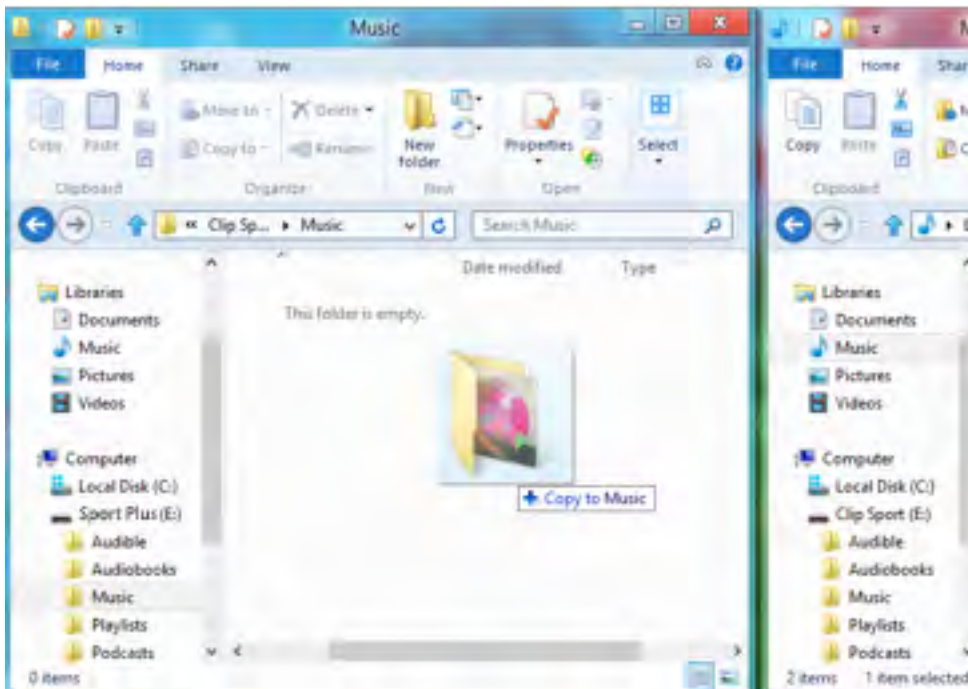 Music
File Home Share View
Copy Paste
Move to
Copy to
Delete
Rename
New folder
Properties
Select
Clipboard Organize New Open
« Clip Sp... Music
Search Music
Date modified Type
This folder is empty.
Copy to Music
Libraries
Documents
Music
Pictures
Videos
Computer
Local Disk (C:)
Sport Plus (E:)
Audible
Audiobooks
Music
Playlists
Podcasts
0 items
File Home
Copy Paste
Clipboard
Libraries
Documents
Music
Pictures
Videos
Computer
Local Disk (C:)
Clip Sport (E:)
Audible
Audiobooks
Music
Playlists
Podcasts
2 items 1 item selected